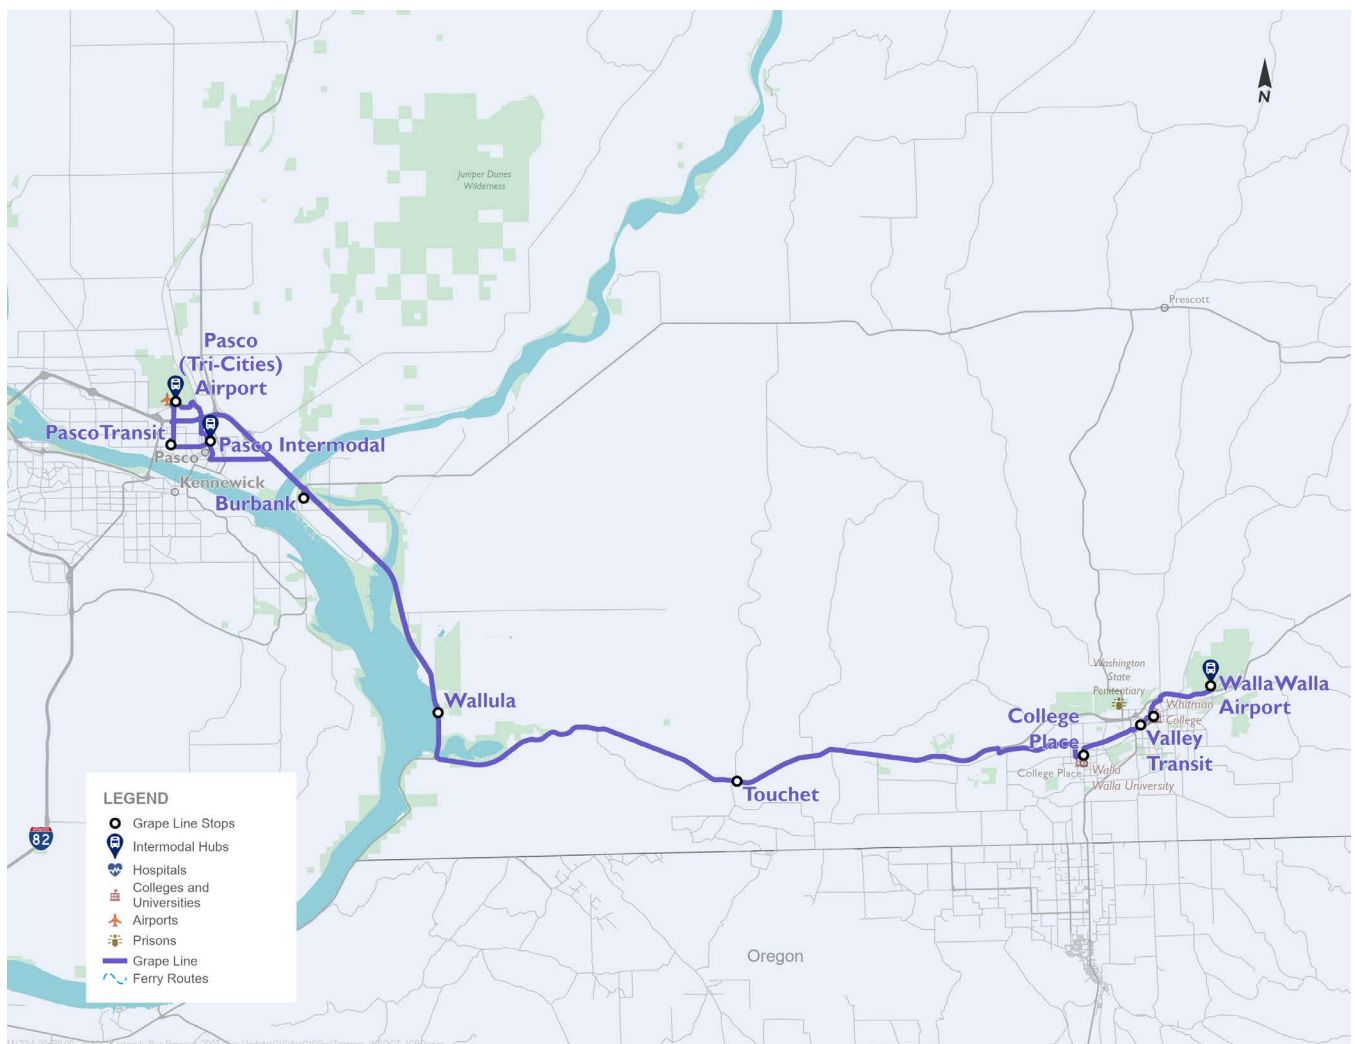 N
Juniper Dunes
Wilderness
Prescott
Pasco
(Tri-Cities)
Airport
Pasco Transit
Pasco Intermodal
Pasco
Kennewick
Burbank
Wallula
Washington
State
Penitentiary
Walla Walla
Airport
Whitman
College
College
Place
Valley
Transit
College Place
Walla
Walla University
Touchet
LEGEND
Grape Line Stops
82
Intermodal Hubs
Hospitals
Colleges and
Universities
Airports
Prisons
Grape Line
Ferry Routes
Oregon